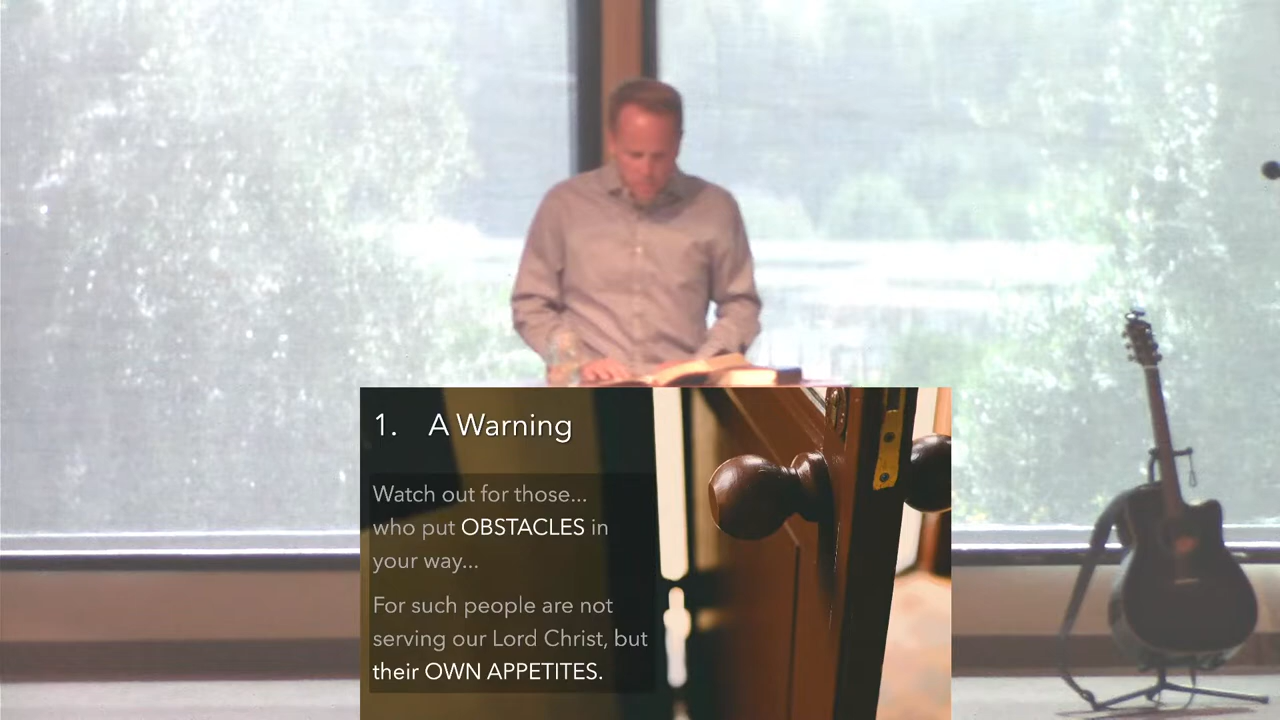 1. A Warning
Watch out for those...
who put OBSTACLES in
your way...
For such people are not
serving our Lord Christ, but
their OWN APPETITES.